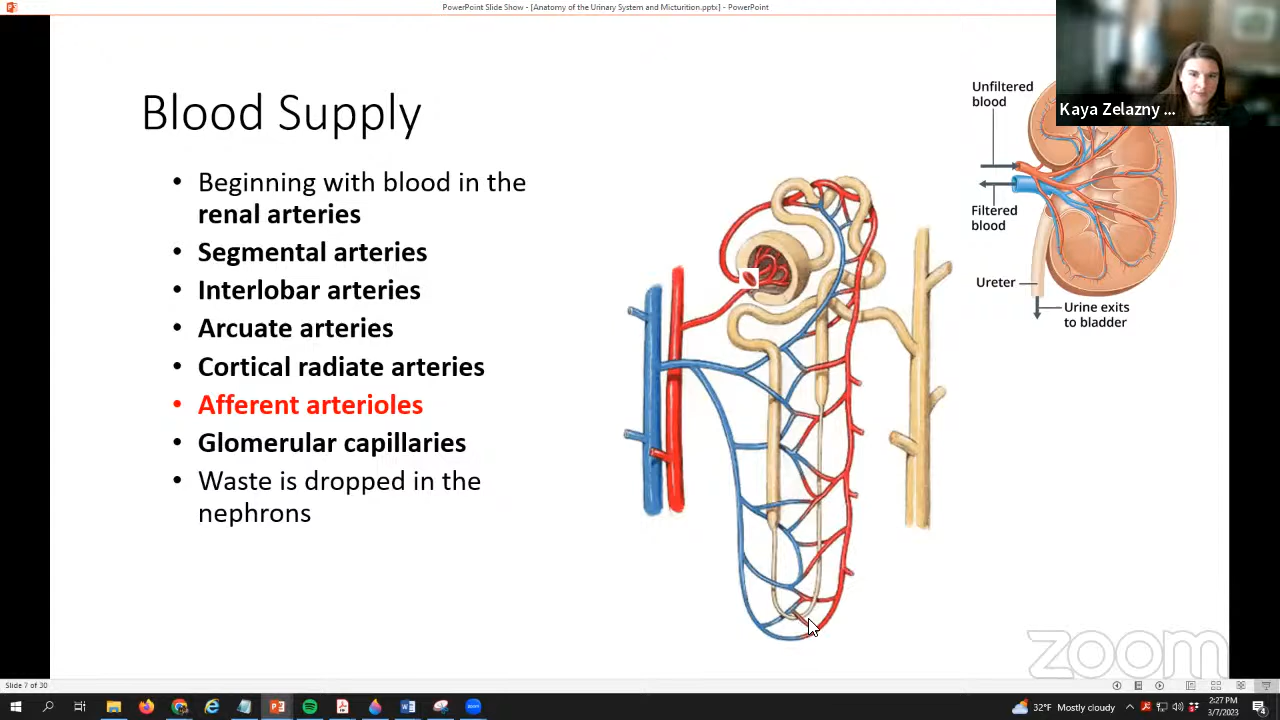 PowerPoint Slide Show - [Anatomy of the Urinary System and Micturition.pptx] - PowerPoint
Kaya Zelazny ...
Blood Supply
• Beginning with blood in the
renal arteries
• Segmental arteries
• Interlobar arteries
• Arcuate arteries
• Cortical radiate arteries
• Afferent arterioles
• Glomerular capillaries
• Waste is dropped in the
nephrons
Unfiltered
blood
Filtered
blood
Ureter
Urine exits
to bladder
zoom
Slide 7 of 30
32°F Mostly cloudy
2:27 PM
3/7/2023